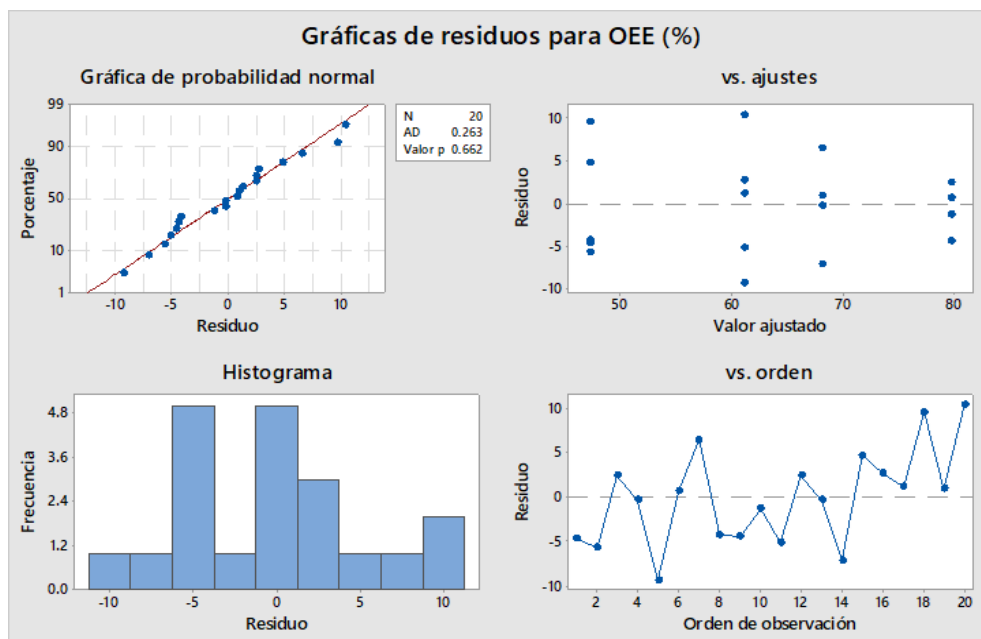 Gráficas de residuos para OEE (%)
Gráfica de probabilidad normal
99
90
50
10
1
Porcentaje
-10 -5 0 5 10
Residuo
N 20
AD 0.263
Valor p 0.662
vs. ajustes
10
5
0
-5
-10
Residuo
50 60 70 80
Valor ajustado
Histograma
4.8
3.6
2.4
1.2
0.0
Frecuencia
-10 -5 0 5 10
Residuo
vs. orden
10
5
0
-5
-10
Residuo
2 4 6 8 10 12 14 16 18 20
Orden de observación